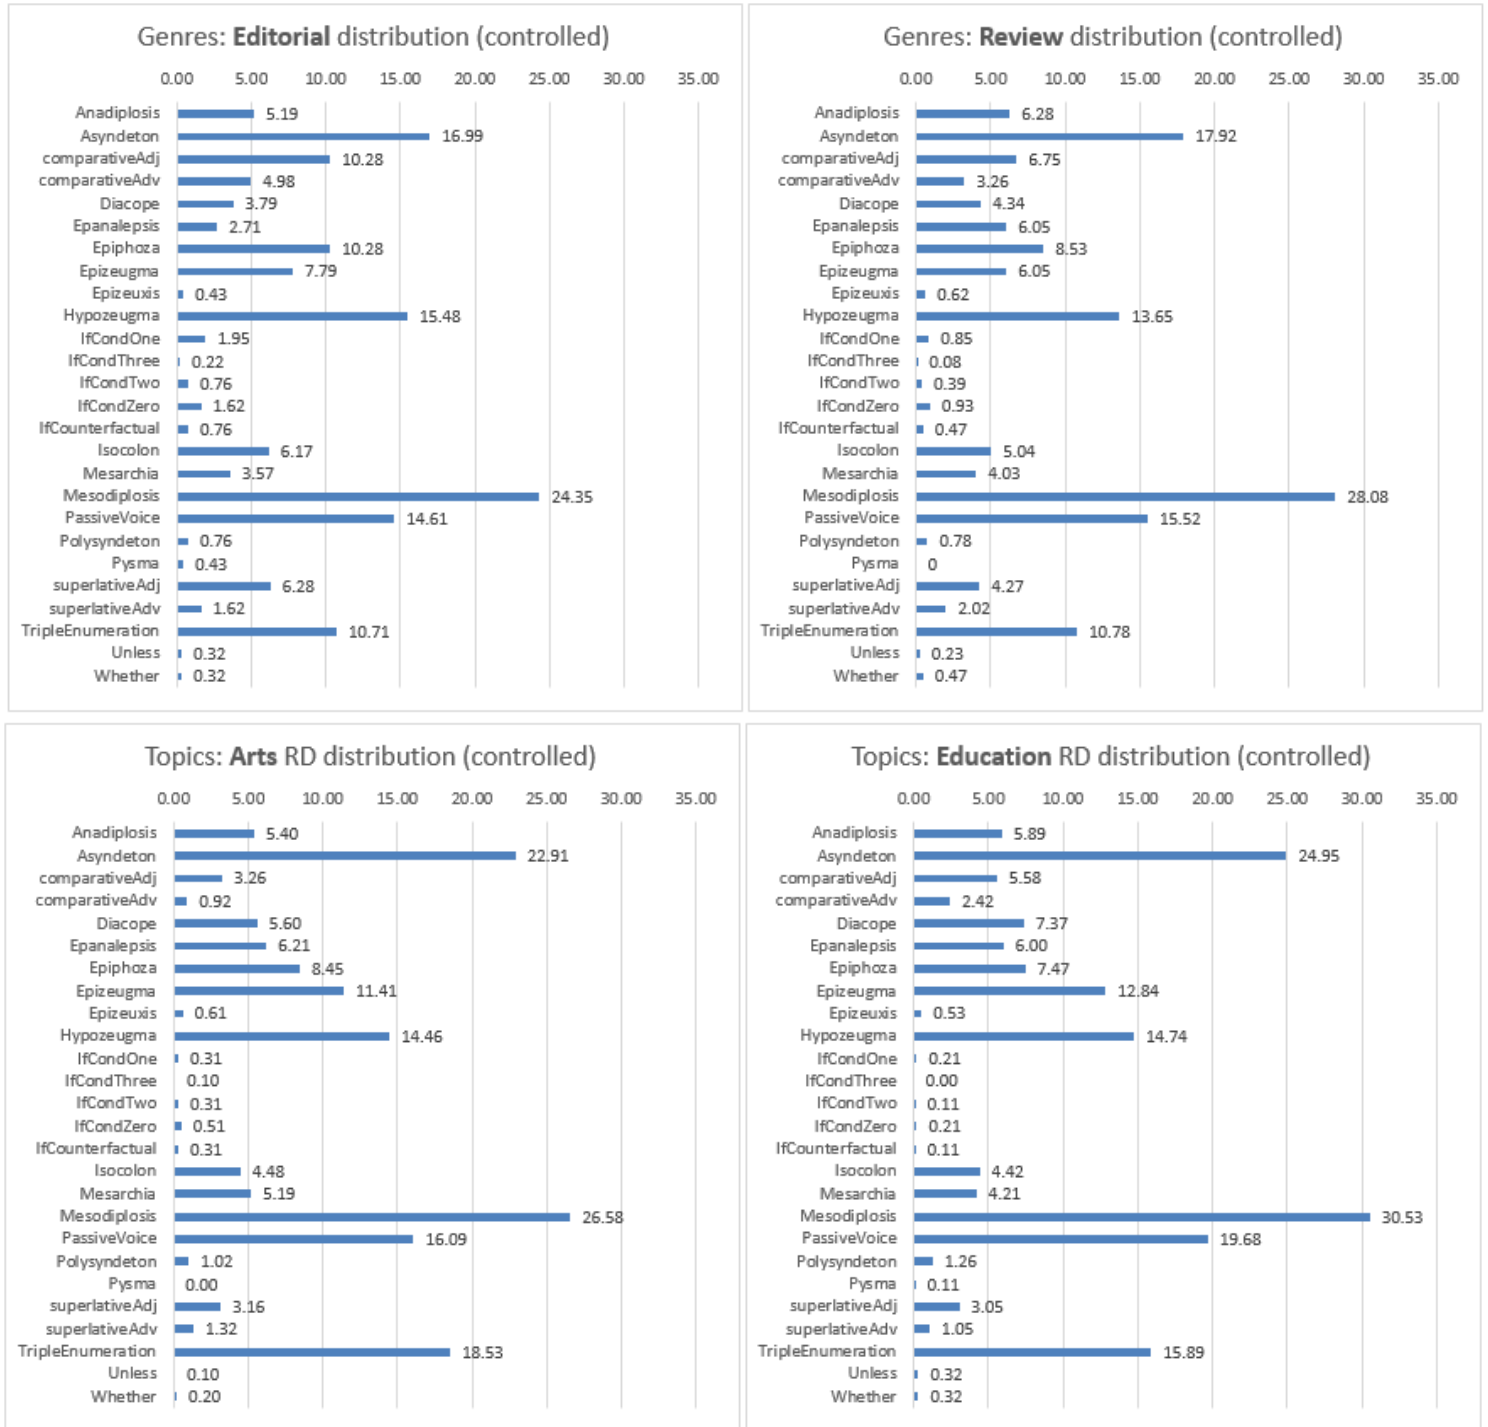 Genres: Editorial distribution (controlled)
0.00 5.00 10.00 15.00 20.00 25.00 30.00 35.00
Anadiplosis 5.19
Asyndeton 16.99
comparativeAdj 10.28
comparativeAdv 4.98
Diacope 3.79
Epanalepsis 2.71
Epiphoza 10.28
Epizeugma 7.79
Epizeuxis 0.43
Hypozeugma 15.48
IfCondOne 1.95
IfCondThree 0.22
IfCondTwo 0.76
IfCondZero 1.62
IfCounterfactual 0.76
Isocolon 6.17
Mesarchia 3.57
Mesodiplosis 24.35
PassiveVoice 14.61
Polysyndeton 0.76
Pysma 0.43
superlativeAdj 6.28
superlativeAdv 1.62
TripleEnumeration 10.71
Unless 0.32
Whether 0.32
Genres: Review distribution (controlled)
0.00 5.00 10.00 15.00 20.00 25.00 30.00 35.00
Anadiplosis 6.28
Asyndeton 17.92
comparativeAdj 6.75
comparativeAdv 3.26
Diacope 4.34
Epanalepsis 6.05
Epiphoza 8.53
Epizeugma 6.05
Epizeuxis 0.62
Hypozeugma 13.65
IfCondOne 0.85
IfCondThree 0.08
IfCondTwo 0.39
IfCondZero 0.93
IfCounterfactual 0.47
Isocolon 5.04
Mesarchia 4.03
Mesodiplosis 28.08
PassiveVoice 15.52
Polysyndeton 0.78
Pysma 0
superlativeAdj 4.27
superlativeAdv 2.02
TripleEnumeration 10.78
Unless 0.23
Whether 0.47
Topics: Arts RD distribution (controlled)
0.00 5.00 10.00 15.00 20.00 25.00 30.00 35.00
Anadiplosis 5.40
Asyndeton 22.91
comparativeAdj 3.26
comparativeAdv 0.92
Diacope 5.60
Epanalepsis 6.21
Epiphoza 8.45
Epizeugma 11.41
Epizeuxis 0.61
Hypozeugma 14.46
IfCondOne 0.31
IfCondThree 0.10
IfCondTwo 0.31
IfCondZero 0.51
IfCounterfactual 0.31
Isocolon 4.48
Mesarchia 5.19
Mesodiplosis 26.58
PassiveVoice 16.09
Polysyndeton 1.02
Pysma 0.00
superlativeAdj 3.16
superlativeAdv 1.32
TripleEnumeration 18.53
Unless 0.10
Whether 0.20
Topics: Education RD distribution (controlled)
0.00 5.00 10.00 15.00 20.00 25.00 30.00 35.00
Anadiplosis 5.89
Asyndeton 24.95
comparativeAdj 5.58
comparativeAdv 2.42
Diacope 7.37
Epanalepsis 6.00
Epiphoza 7.47
Epizeugma 12.84
Epizeuxis 0.53
Hypozeugma 14.74
IfCondOne 0.21
IfCondThree 0.00
IfCondTwo 0.11
IfCondZero 0.21
IfCounterfactual 0.11
Isocolon 4.42
Mesarchia 4.21
Mesodiplosis 30.53
PassiveVoice 19.68
Polysyndeton 1.26
Pysma 0.11
superlativeAdj 3.05
superlativeAdv 1.05
TripleEnumeration 15.89
Unless 0.32
Whether 0.32